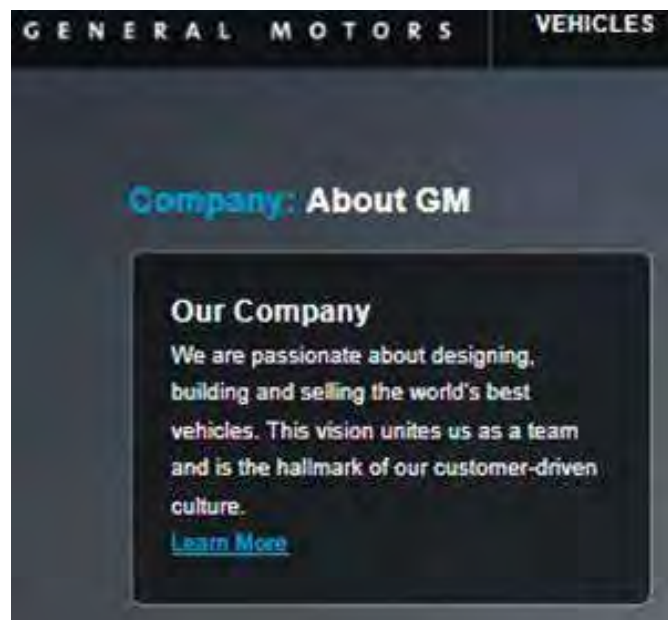 GENERAL MOTORS VEHICLES
Company: About GM
Our Company
We are passionate about designing,
building and selling the world's best
vehicles. This vision unites us as a team
and is the hallmark of our customer-driven
culture.
Learn More